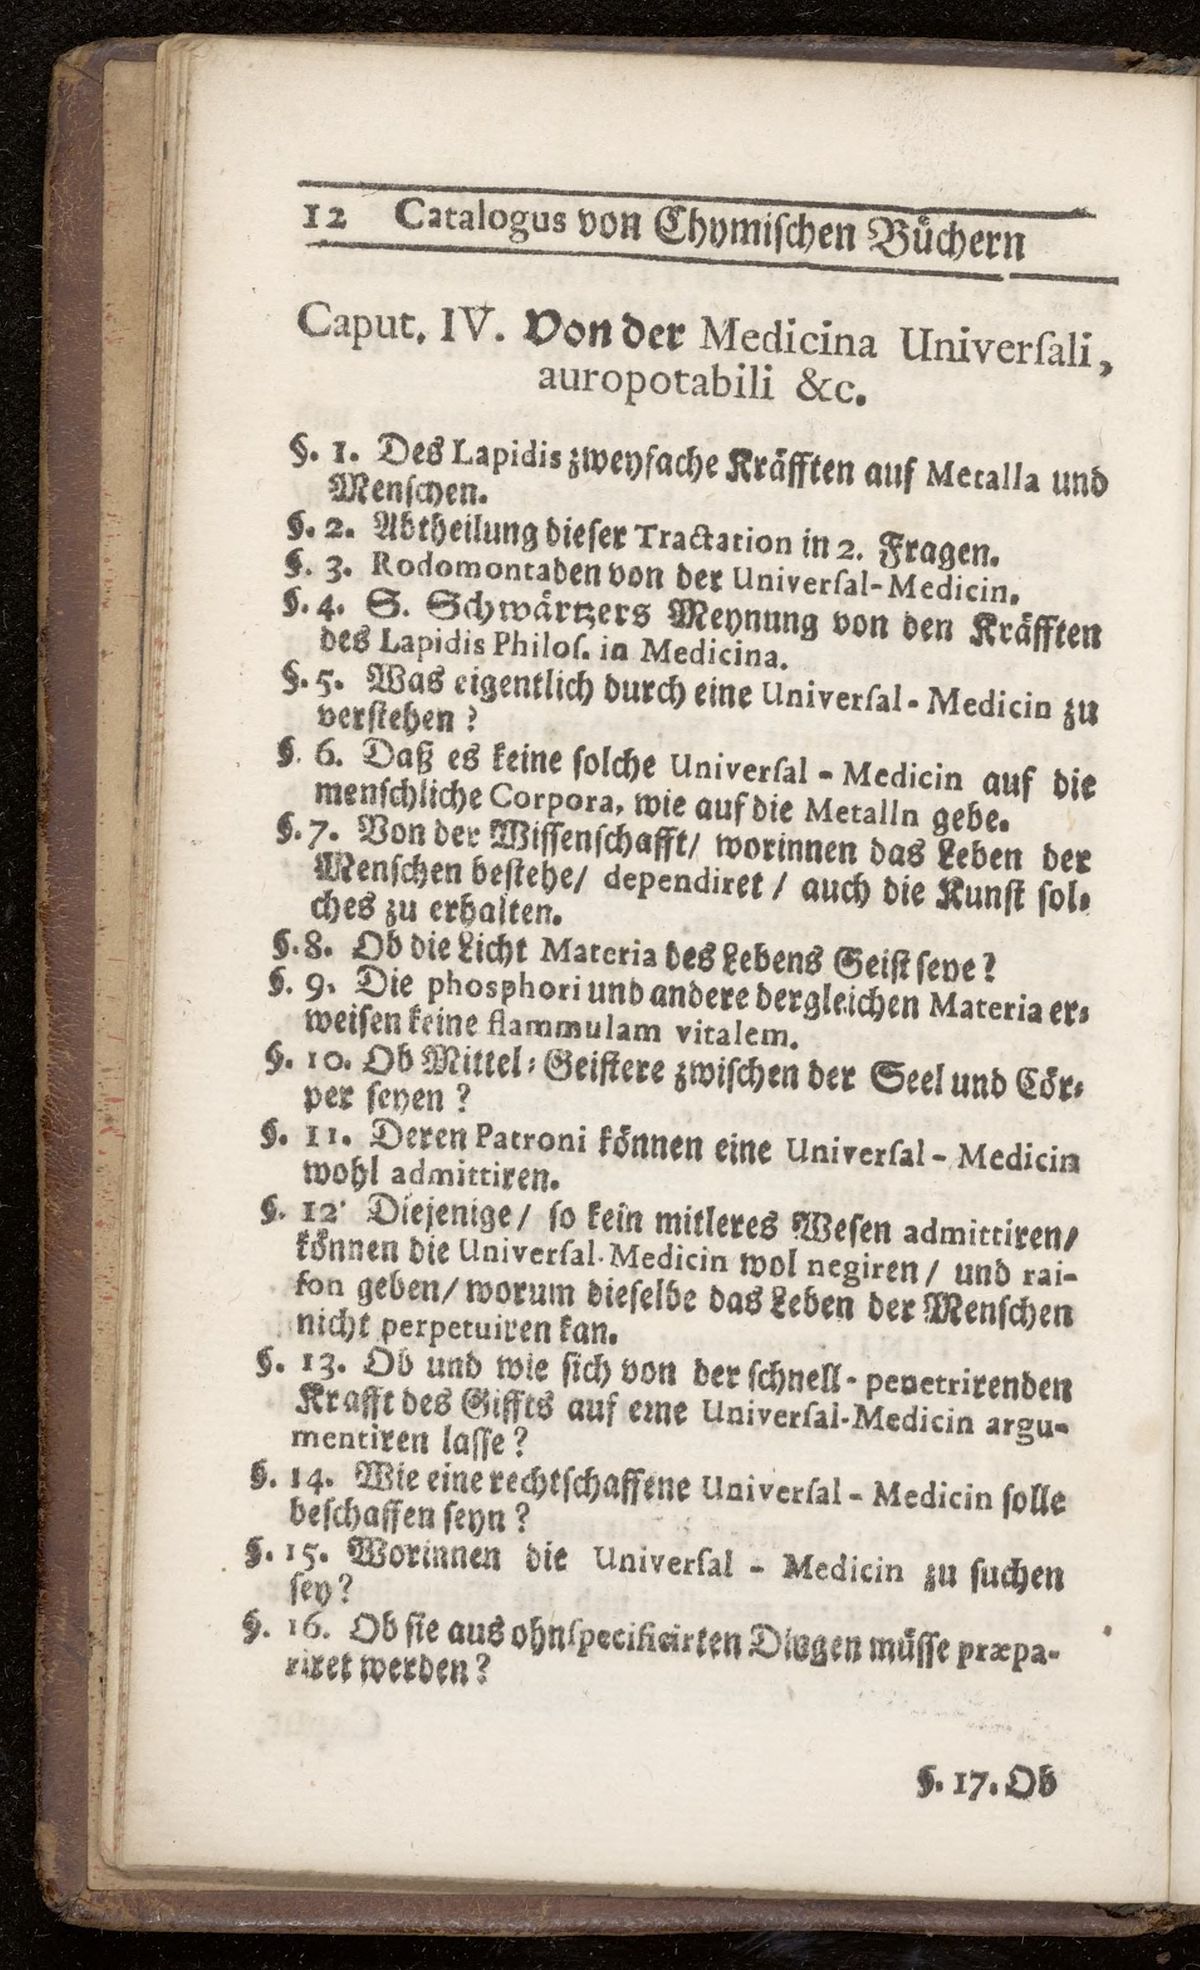 12 Catalogus von Chymischen Büchern
Caput. IV. Von der Medicina Universali,
auropotabili &c.
§. 1. Des Lapidis zweyfache Kräfften auf Metalla und
Menschen.
§. 2. Abtheilung dieser Tractation in 2. Fragen.
§. 3. Rodomontaden von der Universal-Medicin.
§. 4. S. Schwärtzers Meynung von den Kräfften
des Lapidis Philos. in Medicina.
§. 5. Was eigentlich durch eine Universal-Medicin zu
verstehen?
§. 6. Daß es keine solche Universal-Medicin auf die
menschliche Corpora, wie auf die Metalln gebe.
§. 7. Von der Wissenschafft/ worinnen das Leben der
Menschen bestehe/ dependiret/ auch die Kunst sol-
ches zu erhalten.
§. 8. Ob die Licht Materia des Lebens Geist seye?
§. 9. Die phosphori und andere dergleichen Materia er-
weisen keine flammulam vitalem.
§. 10. Ob Mittel-Geistere zwischen der Seel und Cör-
per seyen?
§. 11. Deren Patroni können eine Universal-Medicin
wohl admittiren.
§. 12. Diejenige/ so kein mitleres Wesen admittiren/
können die Universal-Medicin wol negiren/ und rai-
son geben/ worum dieselbe das Leben der Menschen
nicht perpetuiren kan.
§. 13. Ob und wie sich von der schnell-penetrirenden
Krafft des Giffts auf eine Universal-Medicin argu-
mentiren lasse?
§. 14. Wie eine rechtschaffene Universal-Medicin solle
beschaffen seyn?
§. 15. Worinnen die Universal-Medicin zu suchen
sey?
§. 16. Ob sie aus ohnspecificirten Dingen müsse præpa-
riret werden?
§. 17. Ob